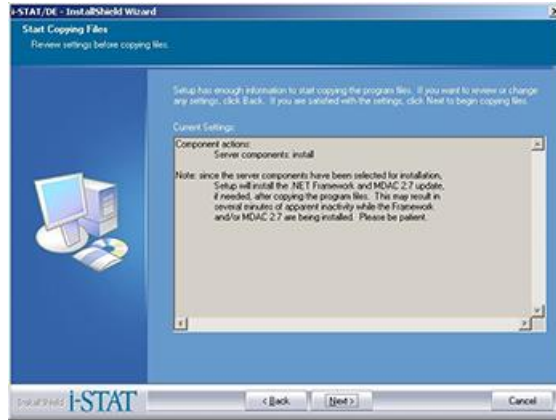 i-STAT/DE - InstallShield Wizard
Start Copying Files
Review settings before copying files.
Setup has enough information to start copying the program files. If you want to review or change
any settings, click Back. If you are satisfied with the settings, click Next to begin copying files.
Current Settings:
Component actions:
Server components: install
Note: since the server components have been selected for installation,
Setup will install the .NET Framework and MDAC 2.7 update,
if needed, after copying the program files. This may result in
several minutes of apparent inactivity while the Framework
and/or MDAC 2.7 are being installed. Please be patient.
InstallShield i-STAT
< Back
Next >
Cancel